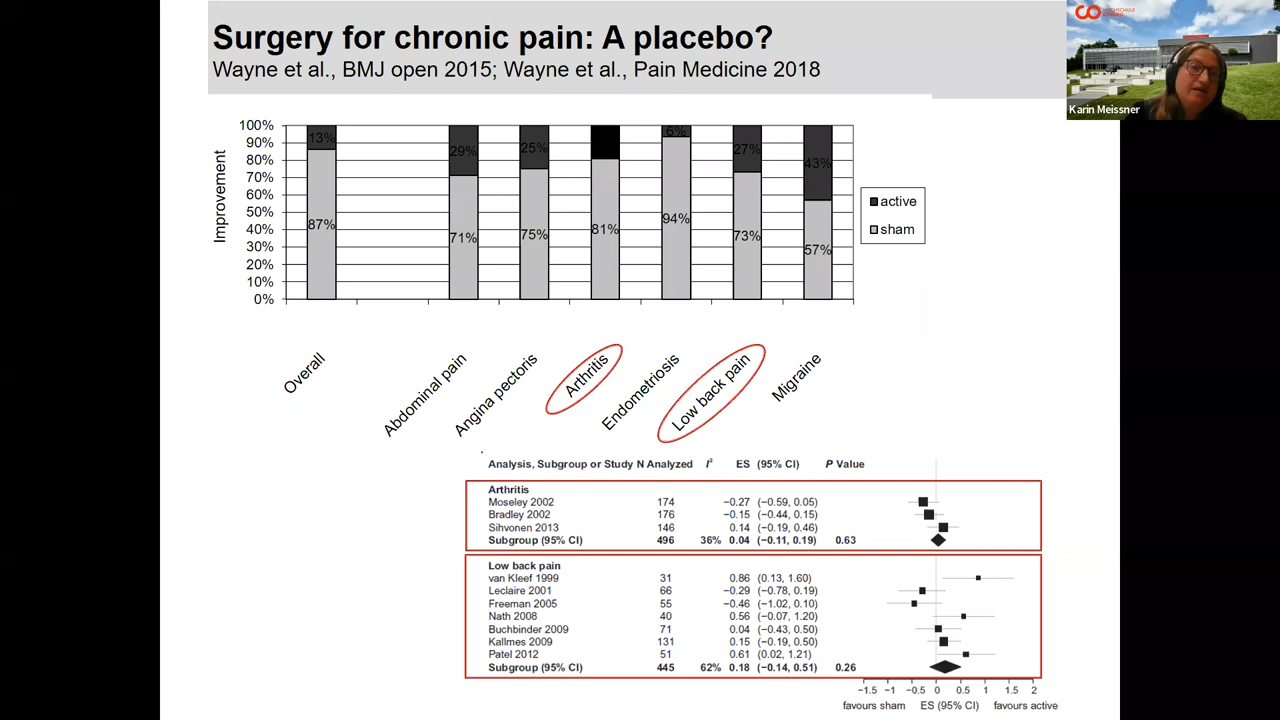 Surgery for chronic pain: A placebo?
Wayne et al., BMJ open 2015; Wayne et al., Pain Medicine 2018
CO HOCHSCHULE COBURG
Karin Meissner
Improvement
100%
90%
80%
70%
60%
50%
40%
30%
20%
10%
0%
13%
87%
29%
71%
25%
75%
81%
6%
94%
27%
73%
43%
57%
active
sham
Overall
Abdominal pain
Angina pectoris
Arthritis
Endometriosis
Low back pain
Migraine
Analysis, Subgroup or Study N Analyzed I² ES (95% CI) P Value
Arthritis
Moseley 2002 174 −0.27 (−0.59, 0.05)
Bradley 2002 176 −0.15 (−0.44, 0.15)
Sihvonen 2013 146 0.14 (−0.19, 0.46)
Subgroup (95% CI) 496 36% 0.04 (−0.11, 0.19) 0.63
Low back pain
van Kleef 1999 31 0.86 (0.13, 1.60)
Leclaire 2001 66 −0.29 (−0.78, 0.19)
Freeman 2005 55 −0.46 (−1.02, 0.10)
Nath 2008 40 0.56 (−0.07, 1.20)
Buchbinder 2009 71 0.04 (−0.43, 0.50)
Kallmes 2009 131 0.15 (−0.19, 0.50)
Patel 2012 51 0.61 (0.02, 1.21)
Subgroup (95% CI) 445 62% 0.18 (−0.14, 0.51) 0.26
−1.5 −1 −0.5 0 0.5 1 1.5 2
favours sham ES (95% CI) favours active